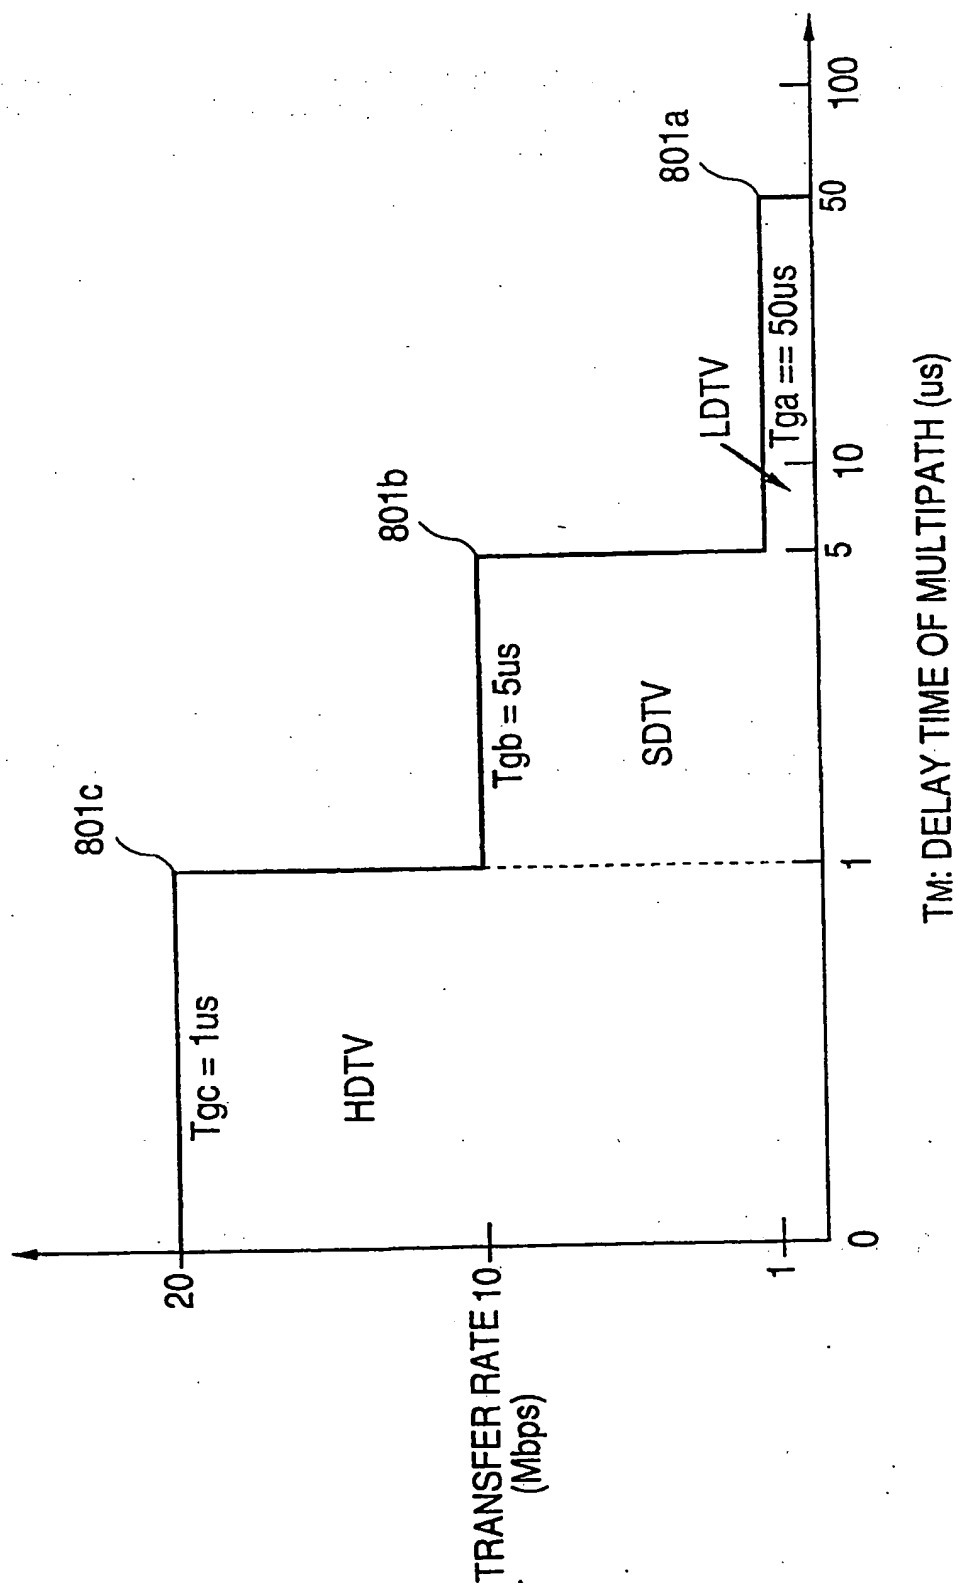 TRANSFER RATE
(Mbps)
20
10
1
0
1
5
10
50
100
801c
Tgc = 1us
HDTV
801b
Tgb = 5us
SDTV
801a
LDTV
Tga == 50us
TM: DELAY TIME OF MULTIPATH (us)